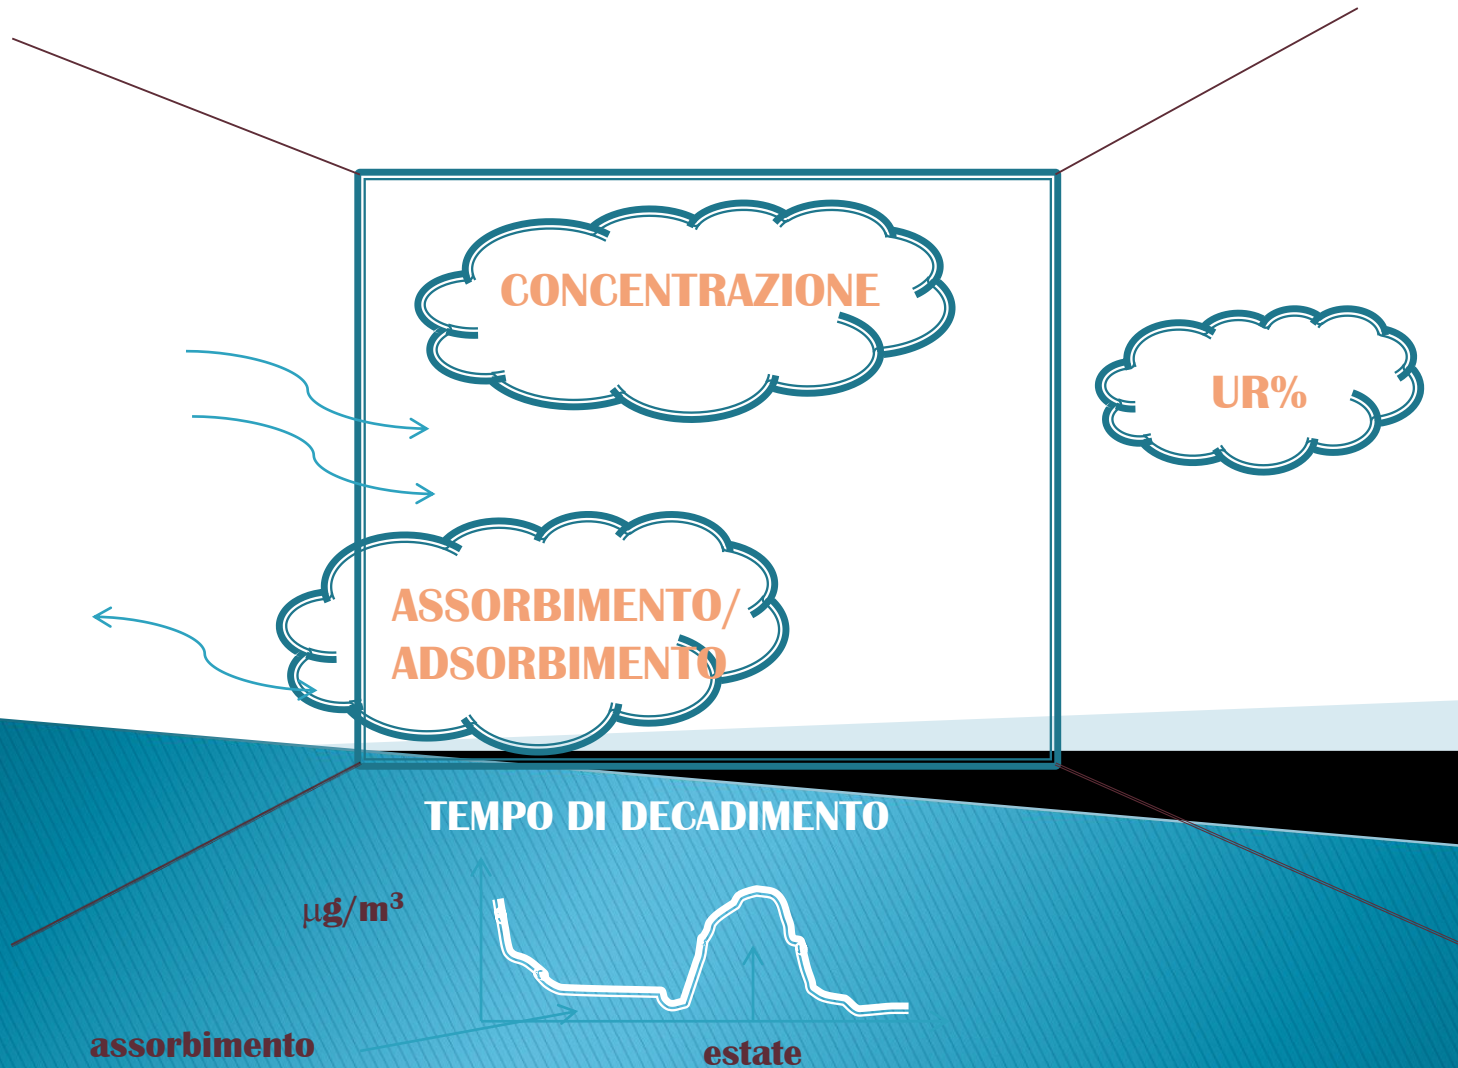 CONCENTRAZIONE
UR%
ASSORBIMENTO/
ADSORBIMENTO
TEMPO DI DECADIMENTO
μg/m³
assorbimento
estate